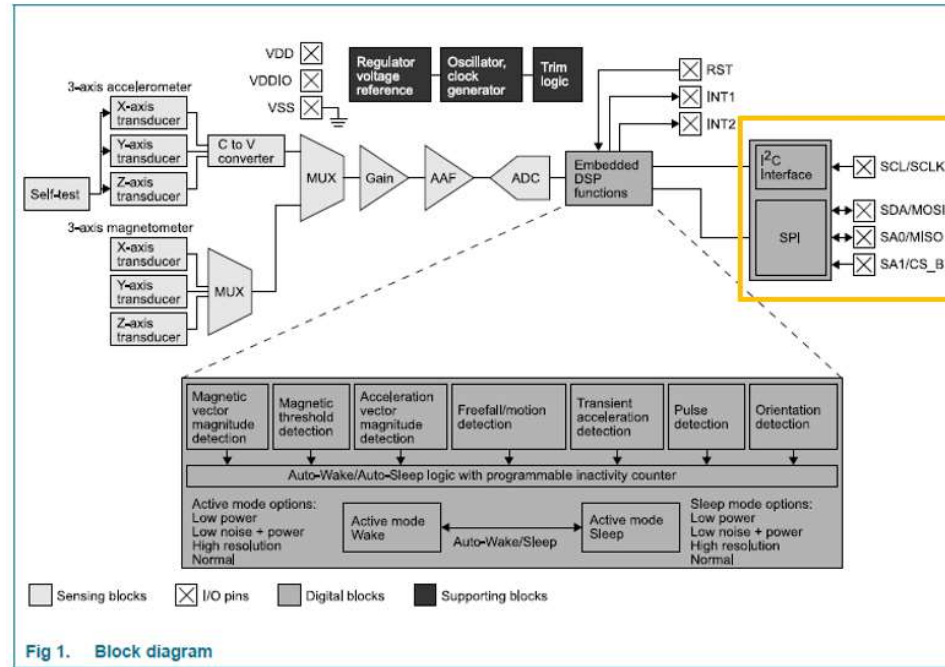 VDD
VDDIO
VSS
Regulator
voltage
reference
Oscillator,
clock
generator
Trim
logic
RST
INT1
INT2
3-axis accelerometer
X-axis
transducer
Y-axis
transducer
Z-axis
transducer
Self-test
C to V
converter
MUX
Gain
AAF
ADC
Embedded
DSP
functions
I2C
Interface
SPI
SCL/SCLK
SDA/MOSI
SA0/MISO
SA1/CS_B
3-axis magnetometer
X-axis
transducer
Y-axis
transducer
Z-axis
transducer
MUX
Magnetic
vector
magnitude
detection
Magnetic
threshold
detection
Acceleration
vector
magnitude
detection
Freefall/motion
detection
Transient
acceleration
detection
Pulse
detection
Orientation
detection
Auto-Wake/Auto-Sleep logic with programmable inactivity counter
Active mode options:
Low power
Low noise + power
High resolution
Normal
Active mode
Wake
Auto-Wake/Sleep
Active mode
Sleep
Sleep mode options:
Low power
Low noise + power
High resolution
Normal
Sensing blocks
I/O pins
Digital blocks
Supporting blocks
Fig 1. Block diagram